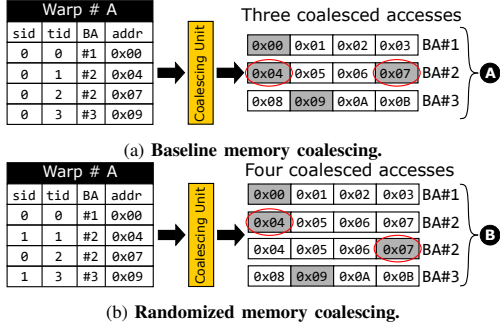 Warp # A
sid tid BA addr
0 0 #1 0x00
0 1 #2 0x04
0 2 #2 0x07
0 3 #3 0x09
Coalescing Unit
Three coalesced accesses
0x00 0x01 0x02 0x03 BA#1
0x04 0x05 0x06 0x07 BA#2
0x08 0x09 0x0A 0x0B BA#3
A
(a) Baseline memory coalescing.
Warp # A
sid tid BA addr
0 0 #1 0x00
1 1 #2 0x04
0 2 #2 0x07
1 3 #3 0x09
Coalescing Unit
Four coalesced accesses
0x00 0x01 0x02 0x03 BA#1
0x04 0x05 0x06 0x07 BA#2
0x04 0x05 0x06 0x07 BA#2
0x08 0x09 0x0A 0x0B BA#3
B
(b) Randomized memory coalescing.